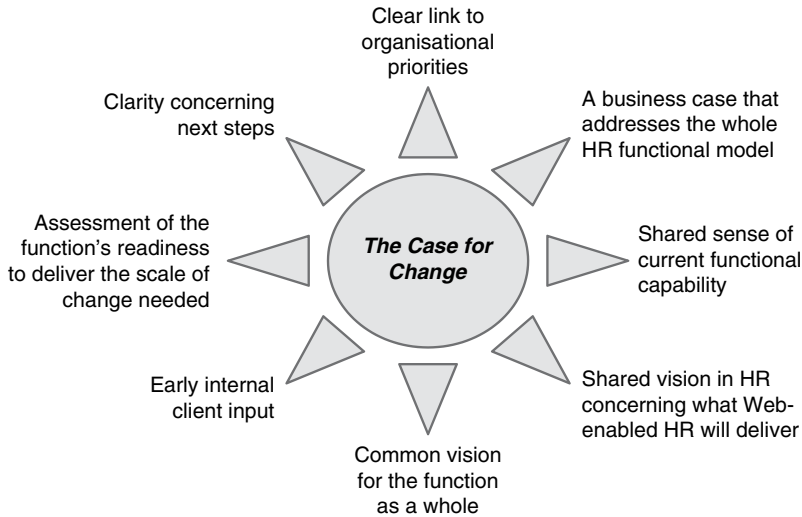 Clear link to
organisational
priorities
A business case that
addresses the whole
HR functional model
Shared sense of
current functional
capability
Shared vision in HR
concerning what Web-
enabled HR will deliver
Common vision
for the function
as a whole
Early internal
client input
Assessment of the
function's readiness
to deliver the scale of
change needed
Clarity concerning
next steps
The Case for
Change